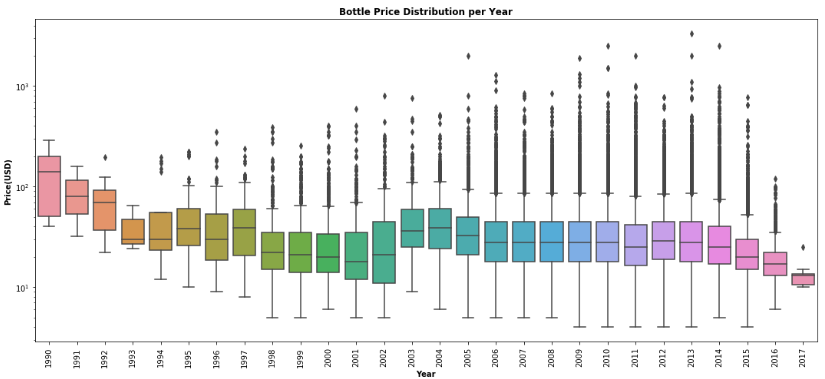 Bottle Price Distribution per Year
Price(USD)
10³
10²
10¹
1990 1991 1992 1993 1994 1995 1996 1997 1998 1999 2000 2001 2002 2003 2004 2005 2006 2007 2008 2009 2010 2011 2012 2013 2014 2015 2016 2017
Year